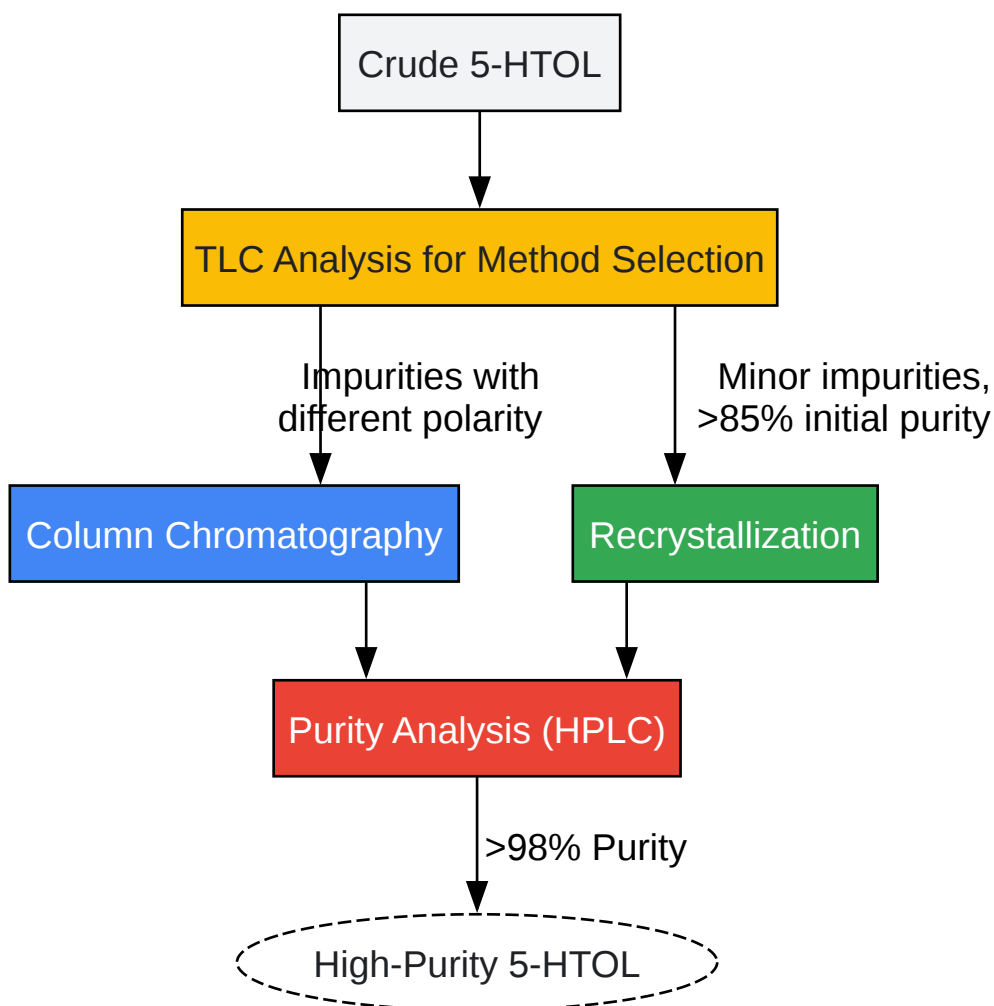 Crude 5-HTOL
TLC Analysis for Method Selection
Impurities with
different polarity
Minor impurities,
>85% initial purity
Column Chromatography
Recrystallization
Purity Analysis (HPLC)
>98% Purity
High-Purity 5-HTOL